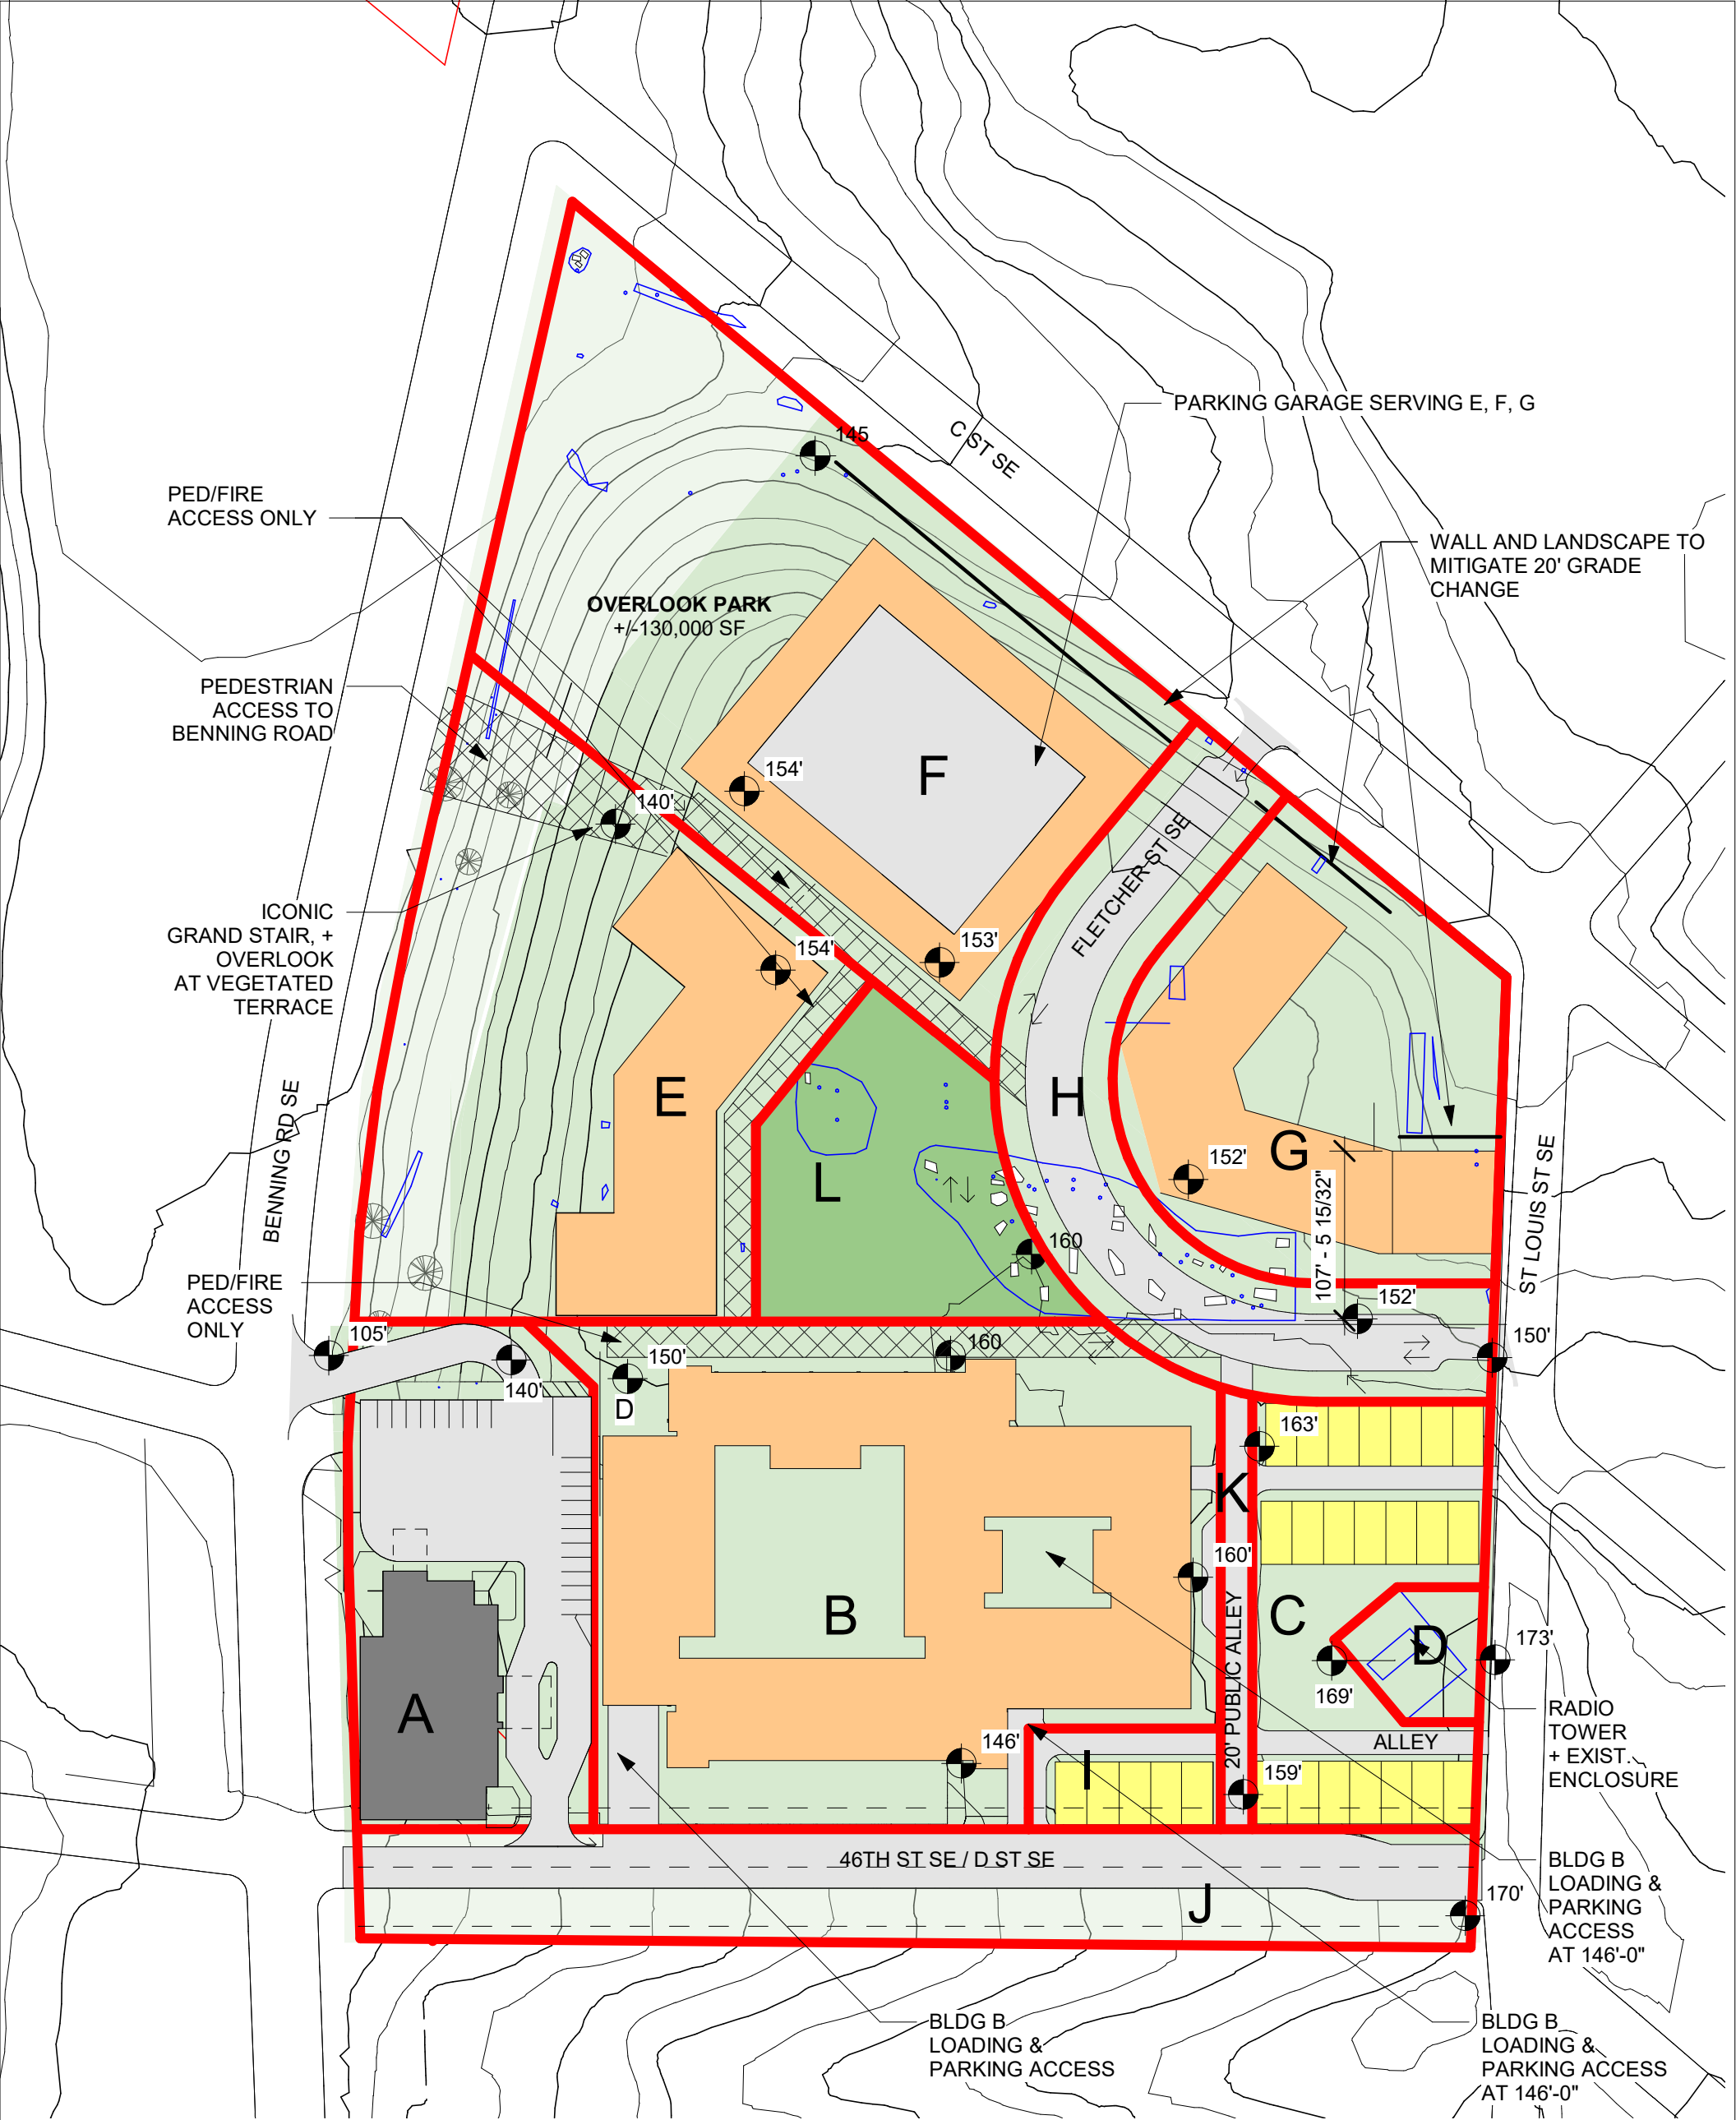 PARKING GARAGE SERVING E, F, G
145
C ST SE
PED/FIRE
ACCESS ONLY
WALL AND LANDSCAPE TO
MITIGATE 20' GRADE
CHANGE
OVERLOOK PARK
+/-130,000 SF
PEDESTRIAN
ACCESS TO
BENNING ROAD
F
154'
140'
FLETCHER ST SE
ICONIC
GRAND STAIR, +
OVERLOOK
AT VEGETATED
TERRACE
154'
153'
E
H
G
BENNING RD SE
L
152'
107' - 5 15/32"
ST LOUIS ST SE
160
PED/FIRE
ACCESS
ONLY
152'
105'
150'
160
150'
140'
D
163'
K
160'
B
C
D
173'
20' PUBLIC ALLEY
169'
A
RADIO
TOWER
+ EXIST.
ENCLOSURE
146'
ALLEY
I
159'
46TH ST SE / D ST SE
BLDG B
LOADING &
PARKING
ACCESS
AT 146'-0"
J
170'
BLDG B
LOADING &
PARKING ACCESS
BLDG B
LOADING &
PARKING ACCESS
AT 146'-0"